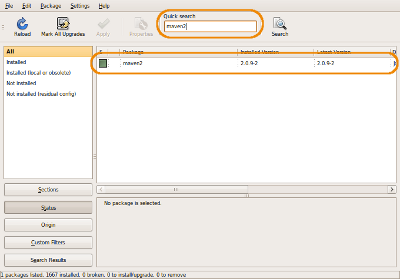 File Edit Package Settings Help
Quick search
maven2
Reload Mark All Upgrades Apply Properties Search
All
Installed
Installed (local or obsolete)
Not installed
Not installed (residual config)
S Package Installed Version Latest Version D
maven2 2.0.9-2 2.0.9-2
Sections
Status
Origin
Custom Filters
Search Results
No package is selected.
1 packages listed, 1667 installed, 0 broken. 0 to install/upgrade, 0 to remove